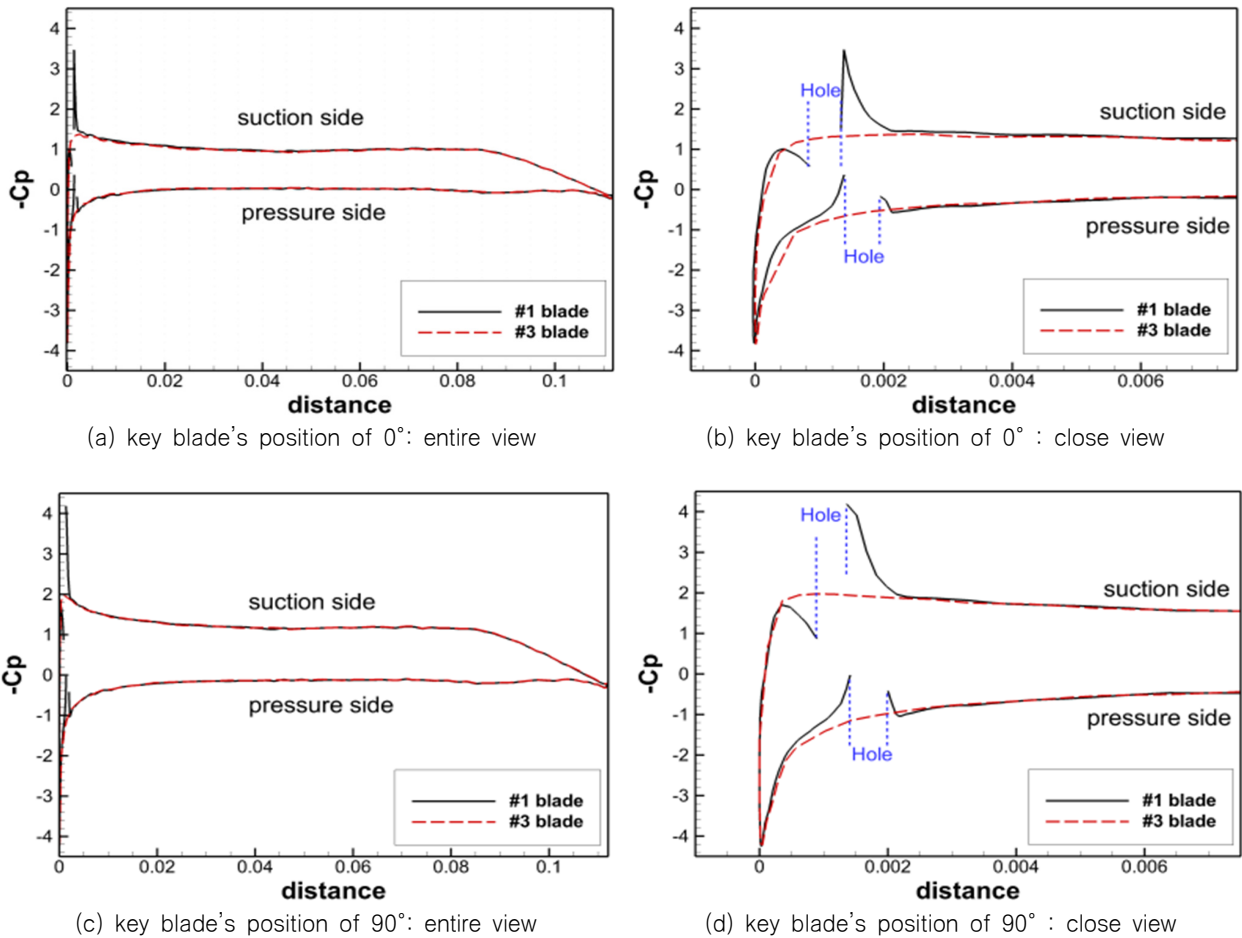 4
3
2
1
0
-1
-2
-3
-4
-Cp
suction side
pressure side
#1 blade
#3 blade
0 0.02 0.04 0.06 0.08 0.1
distance
(a) key blade's position of 0°: entire view
4
3
2
1
0
-1
-2
-3
-4
-Cp
Hole
suction side
pressure side
Hole
#1 blade
#3 blade
0 0.002 0.004 0.006
distance
(b) key blade's position of 0° : close view
4
3
2
1
0
-1
-2
-3
-4
-Cp
suction side
pressure side
#1 blade
#3 blade
0 0.02 0.04 0.06 0.08 0.1
distance
(c) key blade's position of 90°: entire view
4
3
2
1
0
-1
-2
-3
-4
-Cp
Hole
suction side
pressure side
Hole
#1 blade
#3 blade
0 0.002 0.004 0.006
distance
(d) key blade's position of 90° : close view